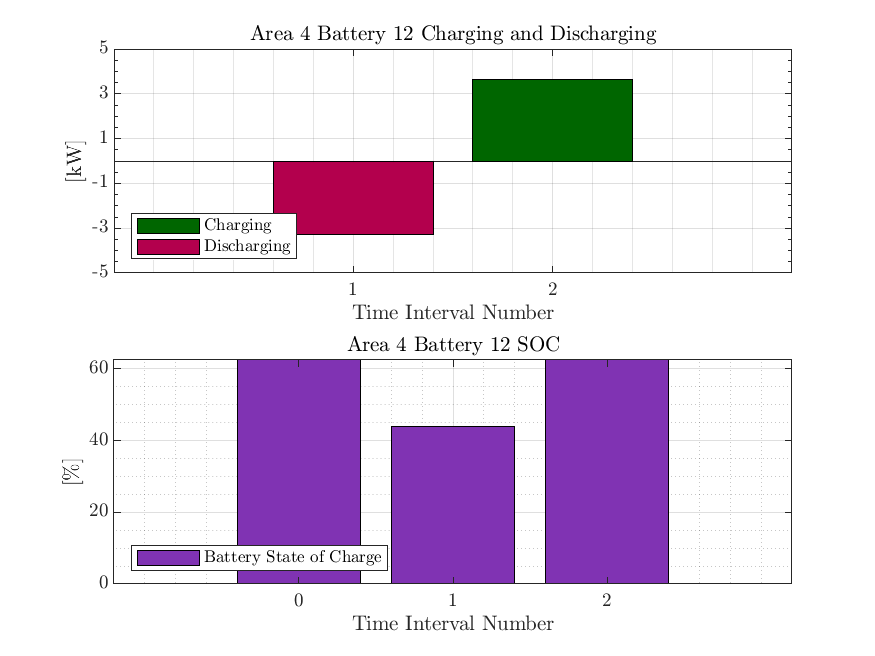 Area 4 Battery 12 Charging and Discharging
5
3
1
-1
-3
-5
[kW]
Charging
Discharging
1 2
Time Interval Number
Area 4 Battery 12 SOC
60
40
20
0
[%]
Battery State of Charge
0 1 2
Time Interval Number